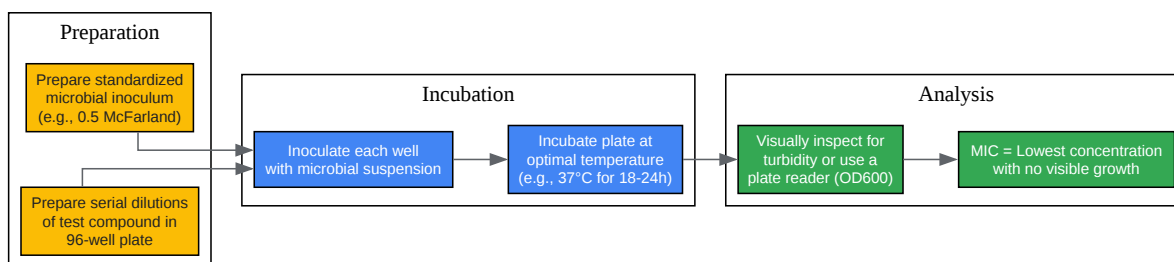 Preparation
Prepare standardized
microbial inoculum
(e.g., 0.5 McFarland)
Prepare serial dilutions
of test compound in
96-well plate
Incubation
Inoculate each well
with microbial suspension
Incubate plate at
optimal temperature
(e.g., 37°C for 18-24h)
Analysis
Visually inspect for
turbidity or use a
plate reader (OD600)
MIC = Lowest concentration
with no visible growth